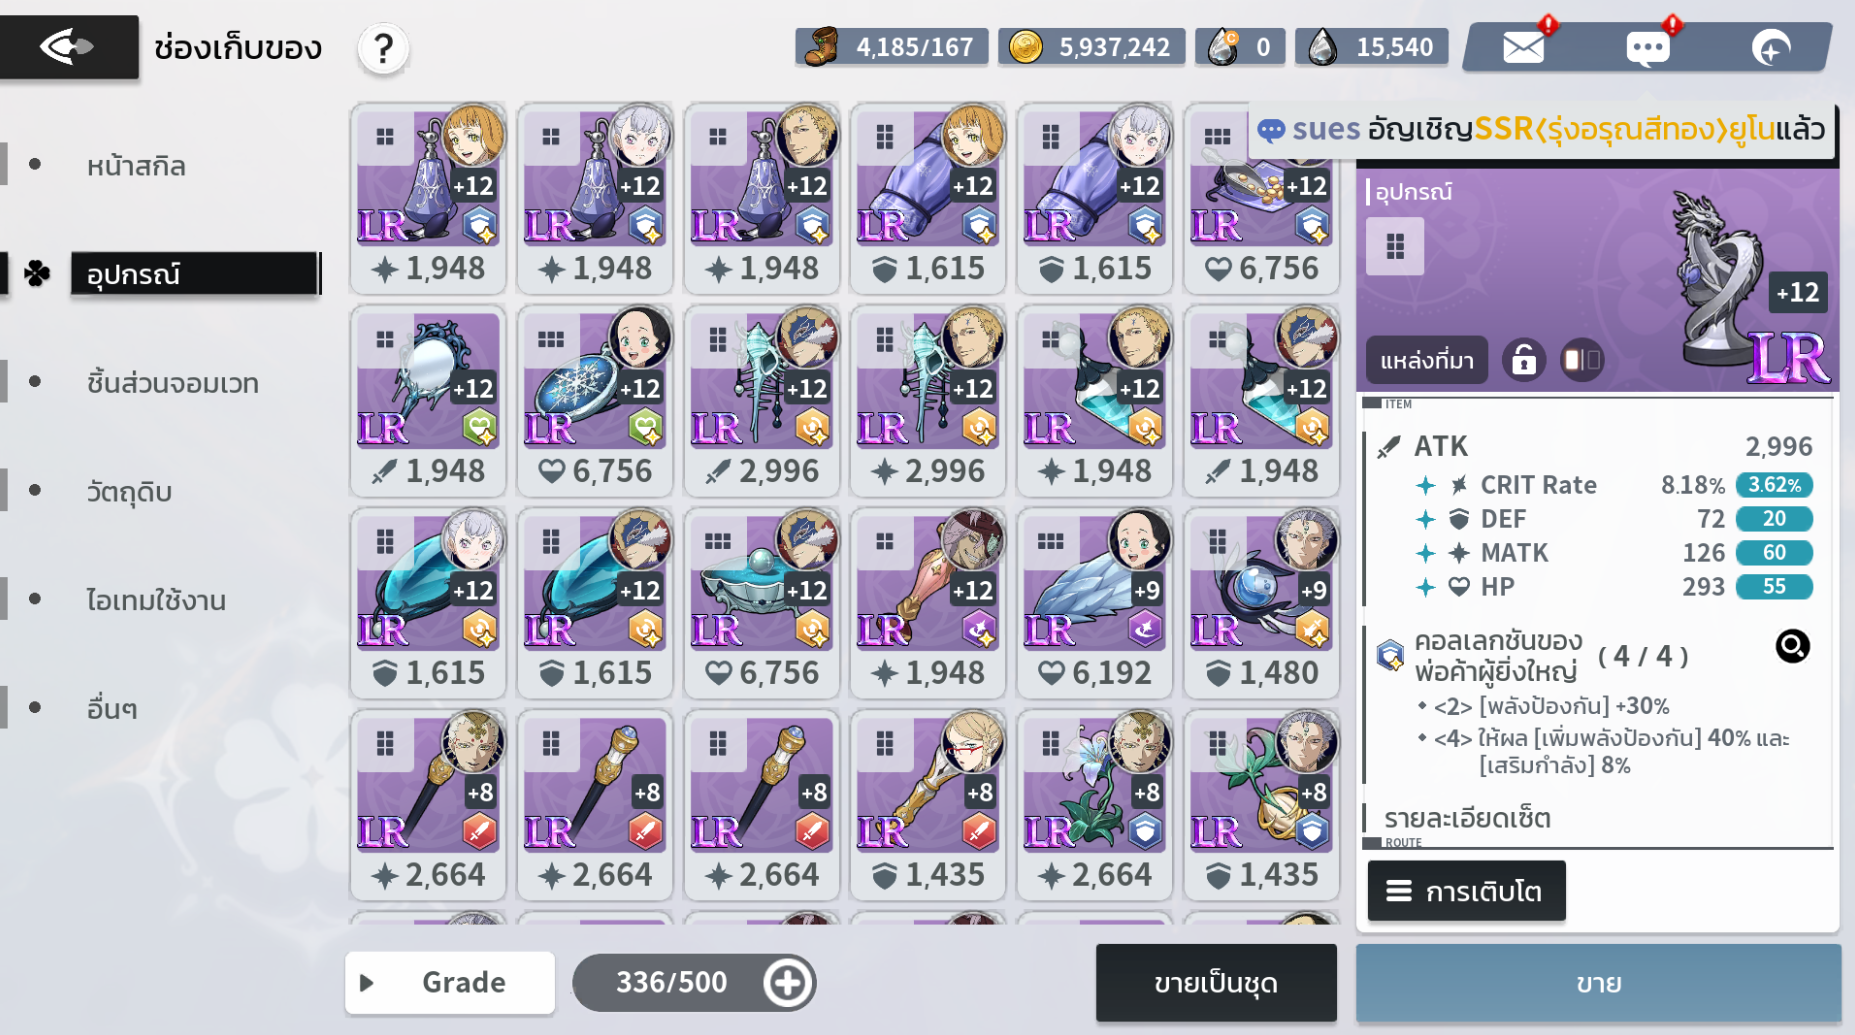 ช่องเก็บของ
?
4,185/167
5,937,242
0
15,540
sues อัญเชิญSSR<รุ่งอรุณสีทอง>ยูโนแล้ว
หน้าสกิล
อุปกรณ์
ชิ้นส่วนจอมเวท
วัตถุดิบ
ไอเทมใช้งาน
อื่นๆ
+12 +12 +12 +12 +12 +12
LR LR LR LR LR LR
1,948 1,948 1,948 1,615 1,615 6,756
+12 +12 +12 +12 +12 +12
LR LR LR LR LR LR
1,948 6,756 2,996 2,996 1,948 1,948
+12 +12 +12 +12 +9 +9
LR LR LR LR LR LR
1,615 1,615 6,756 1,948 6,192 1,480
+8 +8 +8 +8 +8 +8
LR LR LR LR LR LR
2,664 2,664 2,664 1,435 2,664 1,435
Grade
336/500
ขายเป็นชุด
อุปกรณ์
+12
LR
แหล่งที่มา
ITEM
ATK 2,996
CRIT Rate 8.18% 3.62%
DEF 72 20
MATK 126 60
HP 293 55
คอลเลกชันของ
พ่อค้าผู้ยิ่งใหญ่ ( 4 / 4 )
<2> [พลังป้องกัน] +30%
<4> ให้ผล [เพิ่มพลังป้องกัน] 40% และ
[เสริมกำลัง] 8%
รายละเอียดเซ็ต
ROUTE
การเติบโต
ขาย